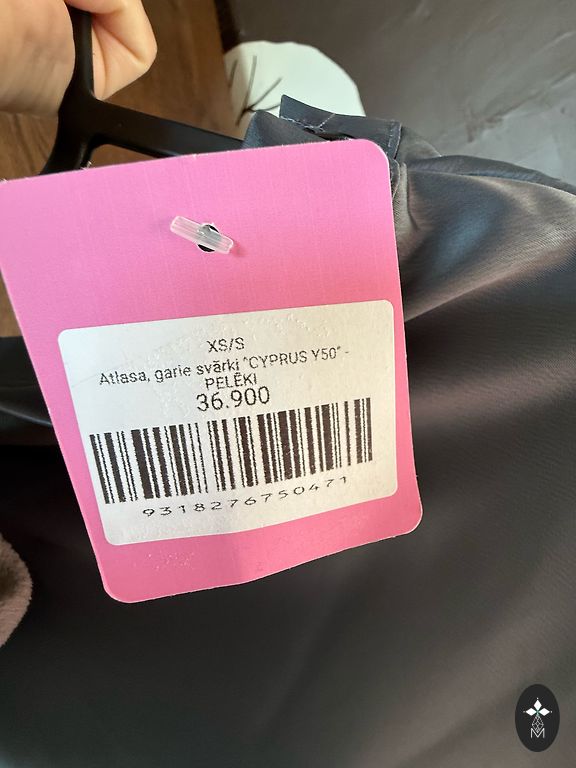 XS/S
Atlasa, garie svārki "CYPRUS Y50" -
PELĒKI
36.900
9318276750471
M